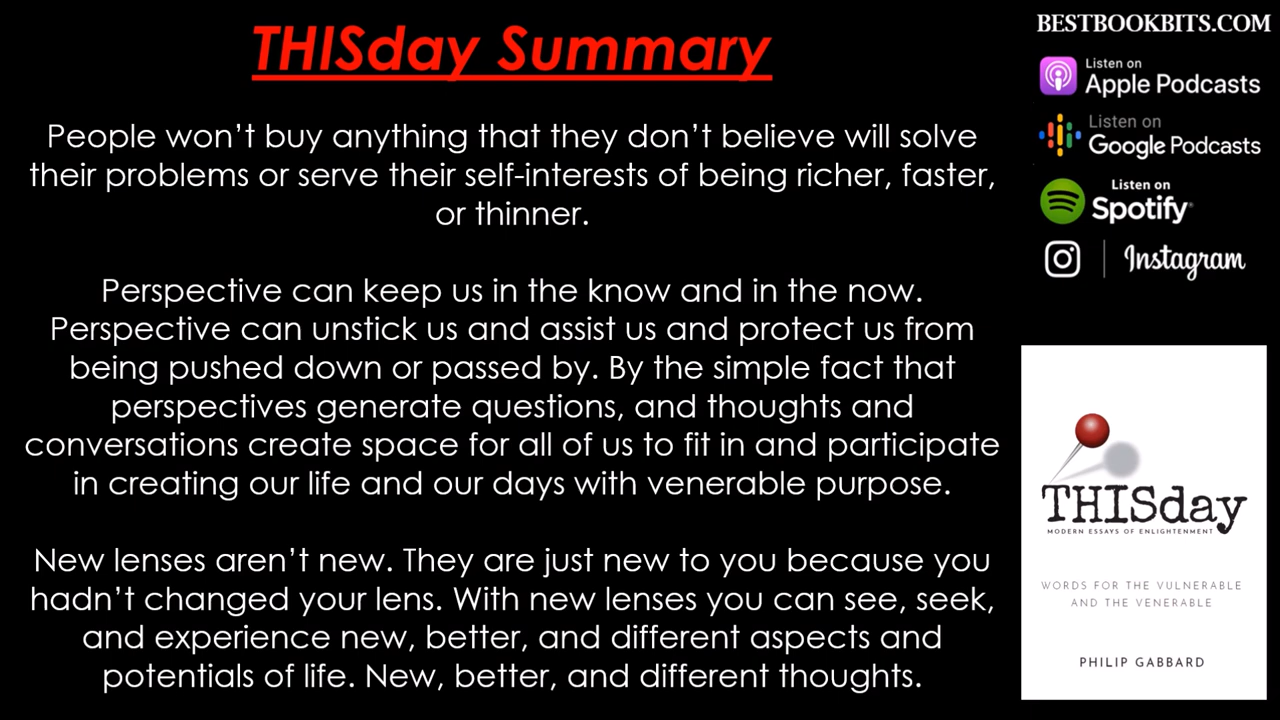 THISday Summary
People won't buy anything that they don't believe will solve
their problems or serve their self-interests of being richer, faster,
or thinner.
Perspective can keep us in the know and in the now.
Perspective can unstick us and assist us and protect us from
being pushed down or passed by. By the simple fact that
perspectives generate questions, and thoughts and
conversations create space for all of us to fit in and participate
in creating our life and our days with venerable purpose.
New lenses aren't new. They are just new to you because you
hadn't changed your lens. With new lenses you can see, seek,
and experience new, better, and different aspects and
potentials of life. New, better, and different thoughts.
BESTBOOKBITS.COM
Listen on
Apple Podcasts
Listen on
Google Podcasts
Listen on
Spotify
Instagram
THISday
MODERN ESSAYS OF ENLIGHTENMENT
WORDS FOR THE VULNERABLE
AND THE VENERABLE
PHILIP GABBARD